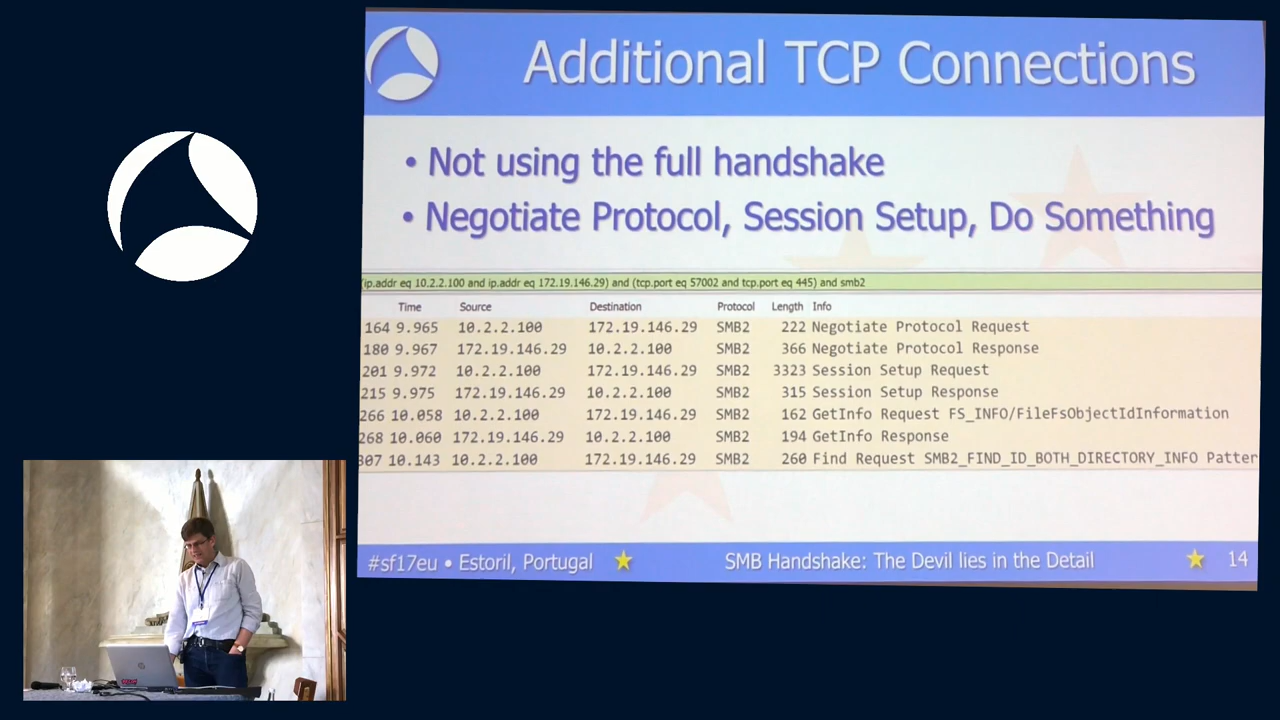 Additional TCP Connections
• Not using the full handshake
• Negotiate Protocol, Session Setup, Do Something
(ip.addr eq 10.2.2.100 and ip.addr eq 172.19.146.29) and (tcp.port eq 57002 and tcp.port eq 445) and smb2
Time Source Destination Protocol Length Info
164 9.965 10.2.2.100 172.19.146.29 SMB2 222 Negotiate Protocol Request
180 9.967 172.19.146.29 10.2.2.100 SMB2 366 Negotiate Protocol Response
201 9.972 10.2.2.100 172.19.146.29 SMB2 3323 Session Setup Request
215 9.975 172.19.146.29 10.2.2.100 SMB2 315 Session Setup Response
266 10.058 10.2.2.100 172.19.146.29 SMB2 162 GetInfo Request FS_INFO/FileFsObjectIdInformation
268 10.060 172.19.146.29 10.2.2.100 SMB2 194 GetInfo Response
307 10.143 10.2.2.100 172.19.146.29 SMB2 260 Find Request SMB2_FIND_ID_BOTH_DIRECTORY_INFO Patter
#sf17eu • Estoril, Portugal SMB Handshake: The Devil lies in the Detail 14